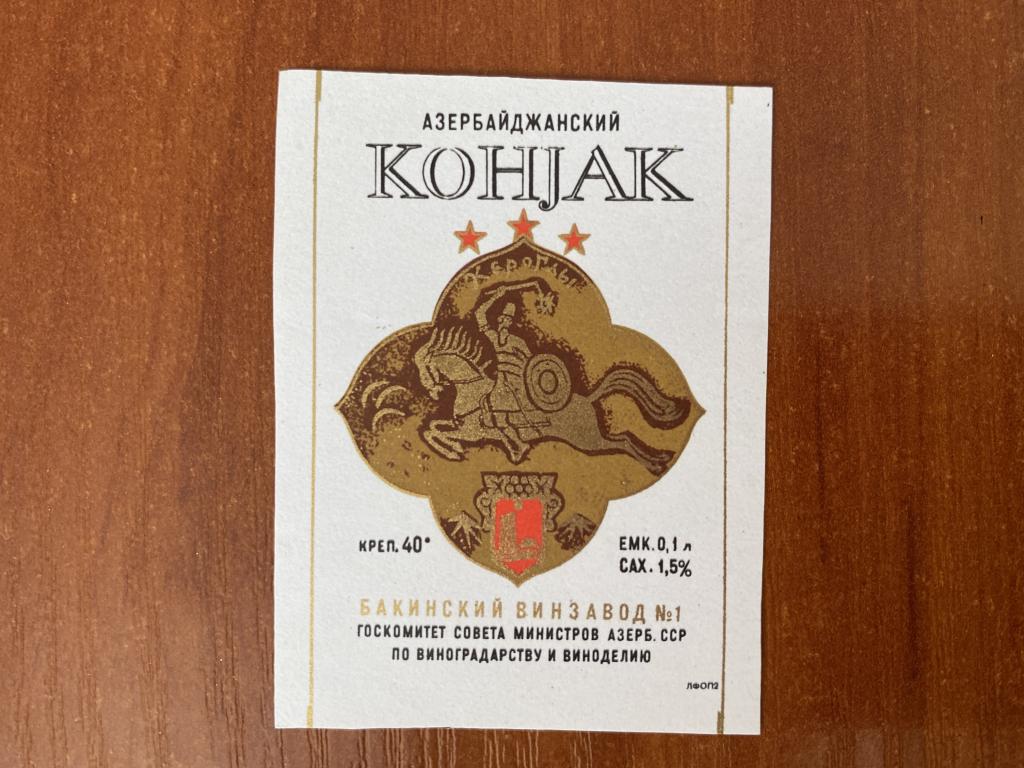 АЗЕРБАЙДЖАНСКИЙ
КОНЈАК
КРЕП. 40°
ЕМК. 0,1 л
САХ. 1,5%
БАКИНСКИЙ ВИНЗАВОД №1
ГОСКОМИТЕТ СОВЕТА МИНИСТРОВ АЗЕРБ. ССР
ПО ВИНОГРАДАРСТВУ И ВИНОДЕЛИЮ
ЛФОП2